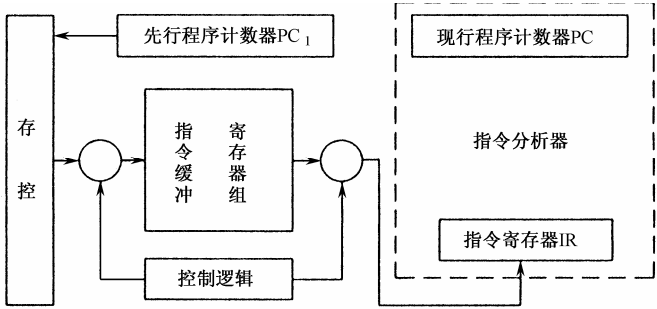 先行程序计数器PC1
现行程序计数器PC
存控
指令缓冲
寄存器组
指令分析器
指令寄存器IR
控制逻辑